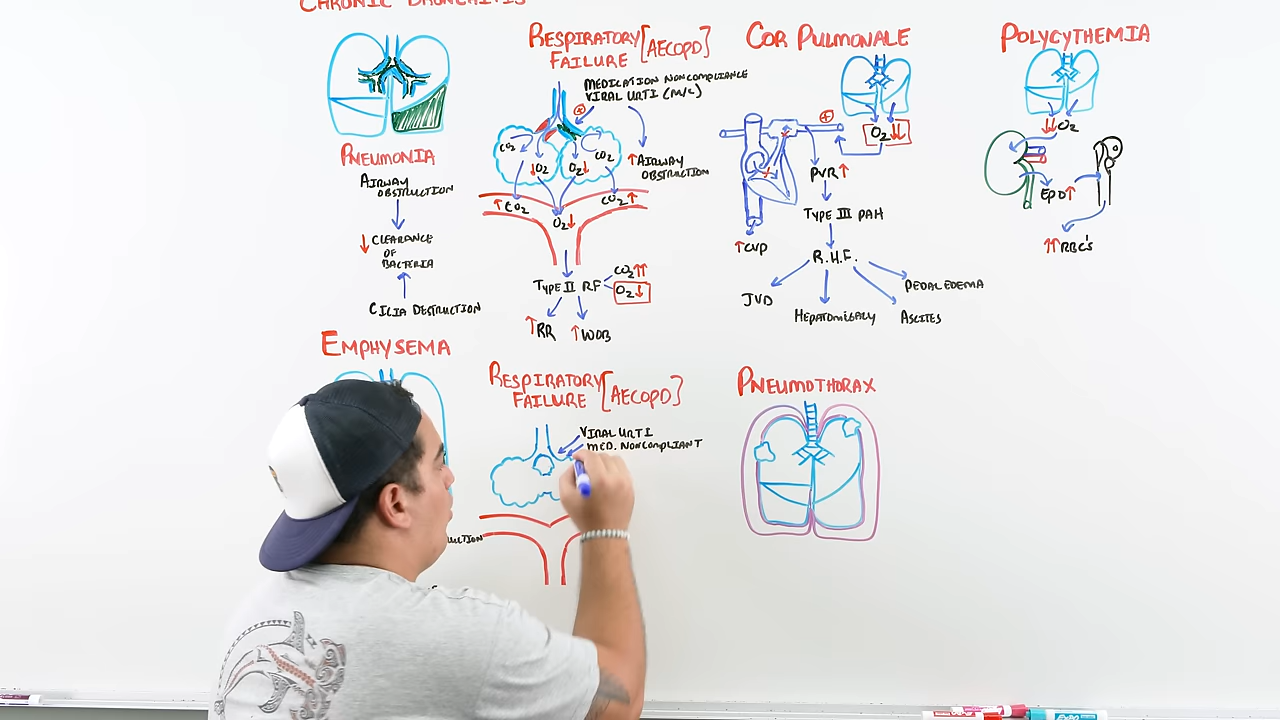 CHRONIC BRONCHITIS
PNEUMONIA
AIRWAY
OBSTRUCTION
↓ CLEARANCE
OF
BACTERIA
CILIA DESTRUCTION
RESPIRATORY [AECOPD]
FAILURE
MEDICATION NONCOMPLIANCE
VIRAL URTI (M/C)
+
CO2
↓O2
O2↓
CO2
↑AIRWAY
OBSTRUCTION
↑CO2
CO2↑
O2↓
TYPE II RF
CO2↑↑
O2↓
↑RR
↑WOB
COR PULMONALE
+
O2↓↓
PVR↑
TYPE III PAH
↑CVP
R.H.F.
JVD
HEPATOMEGALY
ASCITES
PEDAL EDEMA
POLYCYTHEMIA
↓↓O2
EPO↑
↑↑RBC's
EMPHYSEMA
RESPIRATORY [AECOPD]
FAILURE
VIRAL URTI
MED. NONCOMPLIANT
PNEUMOTHORAX